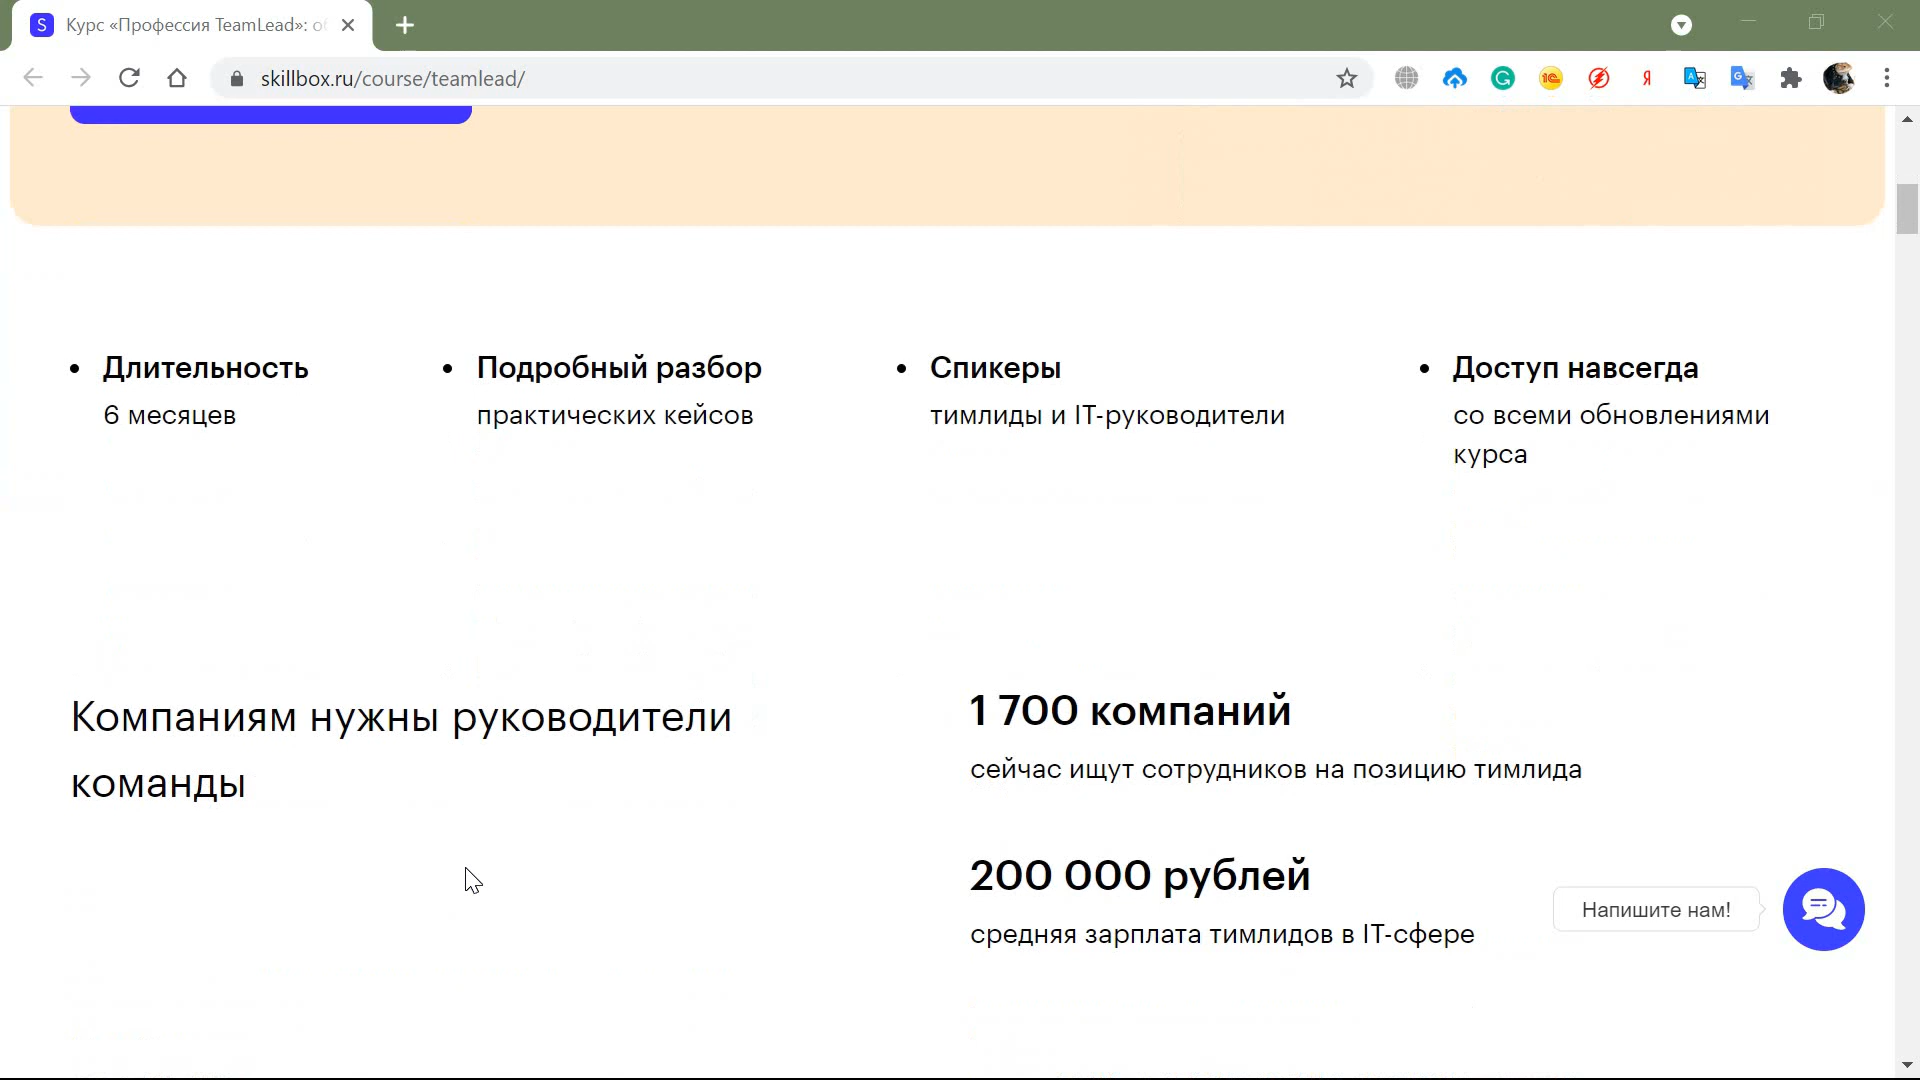 Курс «Профессия TeamLead»: об
skillbox.ru/course/teamlead/
Длительность
6 месяцев
Подробный разбор
практических кейсов
Спикеры
тимлиды и IT-руководители
Доступ навсегда
со всеми обновлениями
курса
Компаниям нужны руководители
команды
1 700 компаний
сейчас ищут сотрудников на позицию тимлида
200 000 рублей
средняя зарплата тимлидов в IT-сфере
Напишите нам!